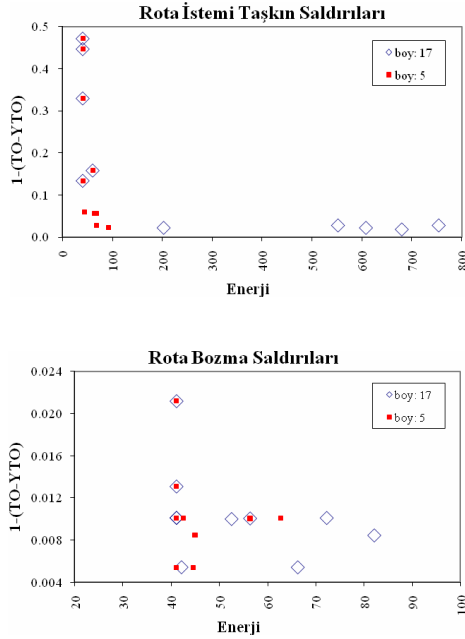 Rota İstemi Taşkın Saldırıları
0.5
0.4
0.3
0.2
0.1
0.0
1-(TO-YTO)
boy: 17
boy: 5
0 100 200 300 400 500 600 700 800
Enerji
Rota Bozma Saldırıları
0.024
0.020
0.016
0.012
0.008
0.004
1-(TO-YTO)
boy: 17
boy: 5
20 30 40 50 60 70 80 90 100
Enerji